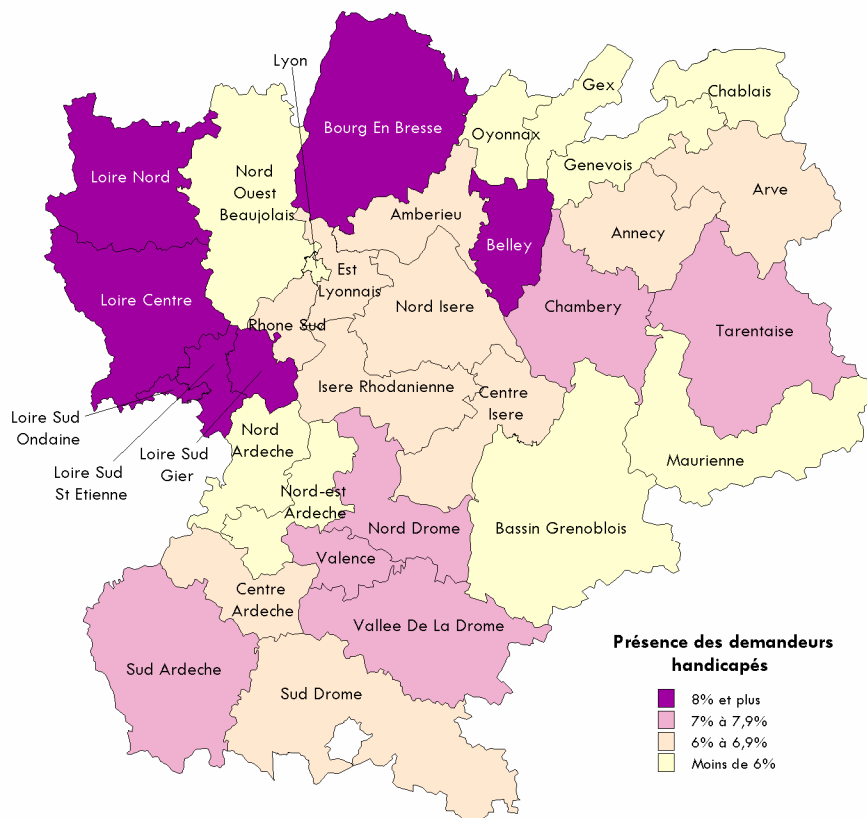 Lyon
Gex
Chablais
Bourg En Bresse
Oyonnax
Genevois
Loire Nord
Nord
Ouest
Beaujolais
Arve
Amberieu
Annecy
Belley
Est
Lyonnais
Loire Centre
Nord Isere
Chambery
Rhone Sud
Tarentaise
Isere Rhodanienne
Centre
Isere
Loire Sud
Ondaine
Loire Sud
St Etienne
Loire Sud
Gier
Nord
Ardeche
Maurienne
Nord-est
Ardeche
Nord Drome
Bassin Grenoblois
Valence
Centre
Ardeche
Vallee De La Drome
Sud Ardeche
Sud Drome
Présence des demandeurs
handicapés
8% et plus
7% à 7,9%
6% à 6,9%
Moins de 6%